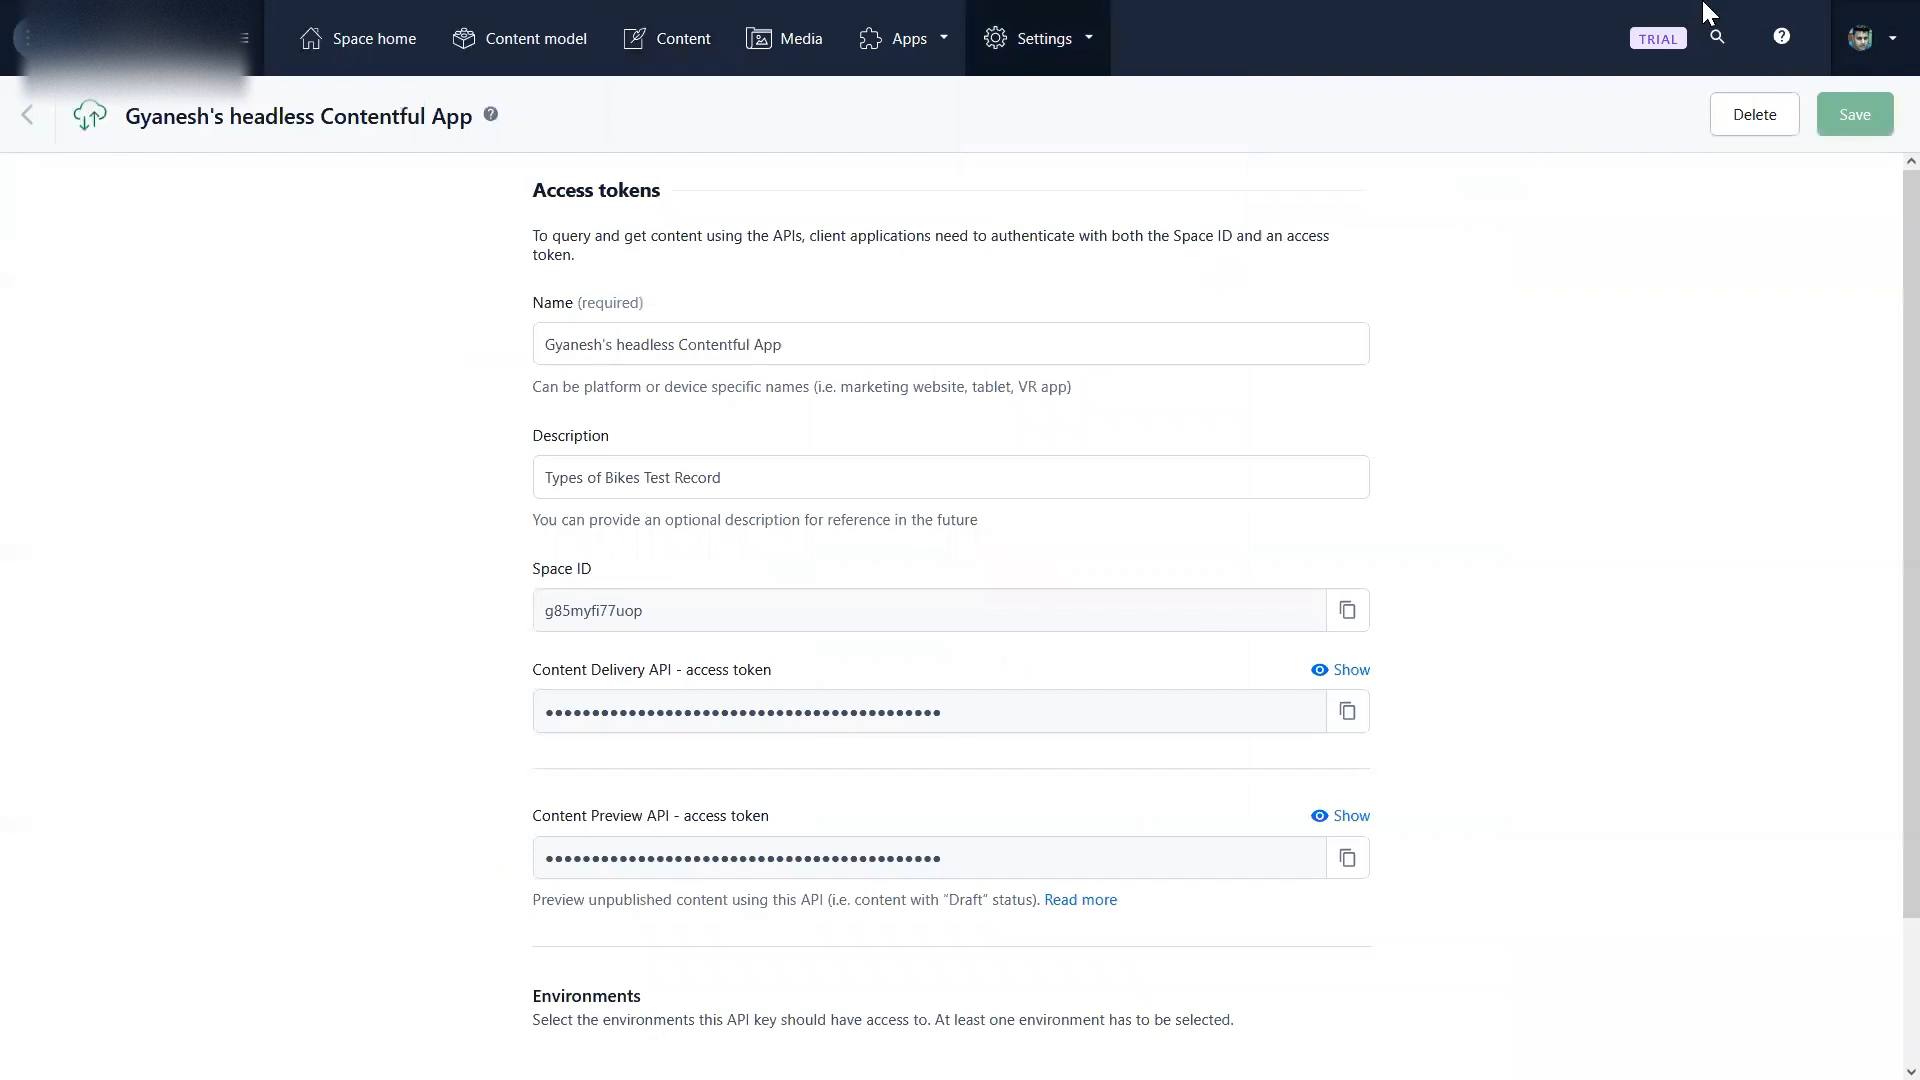 Space home
Content model
Content
Media
Apps
Settings
TRIAL
Gyanesh's headless Contentful App
Delete
Save
Access tokens
To query and get content using the APIs, client applications need to authenticate with both the Space ID and an access
token.
Name (required)
Gyanesh's headless Contentful App
Can be platform or device specific names (i.e. marketing website, tablet, VR app)
Description
Types of Bikes Test Record
You can provide an optional description for reference in the future
Space ID
g85myfi77uop
Content Delivery API - access token
Show
Content Preview API - access token
Show
Preview unpublished content using this API (i.e. content with “Draft“ status). Read more
Environments
Select the environments this API key should have access to. At least one environment has to be selected.